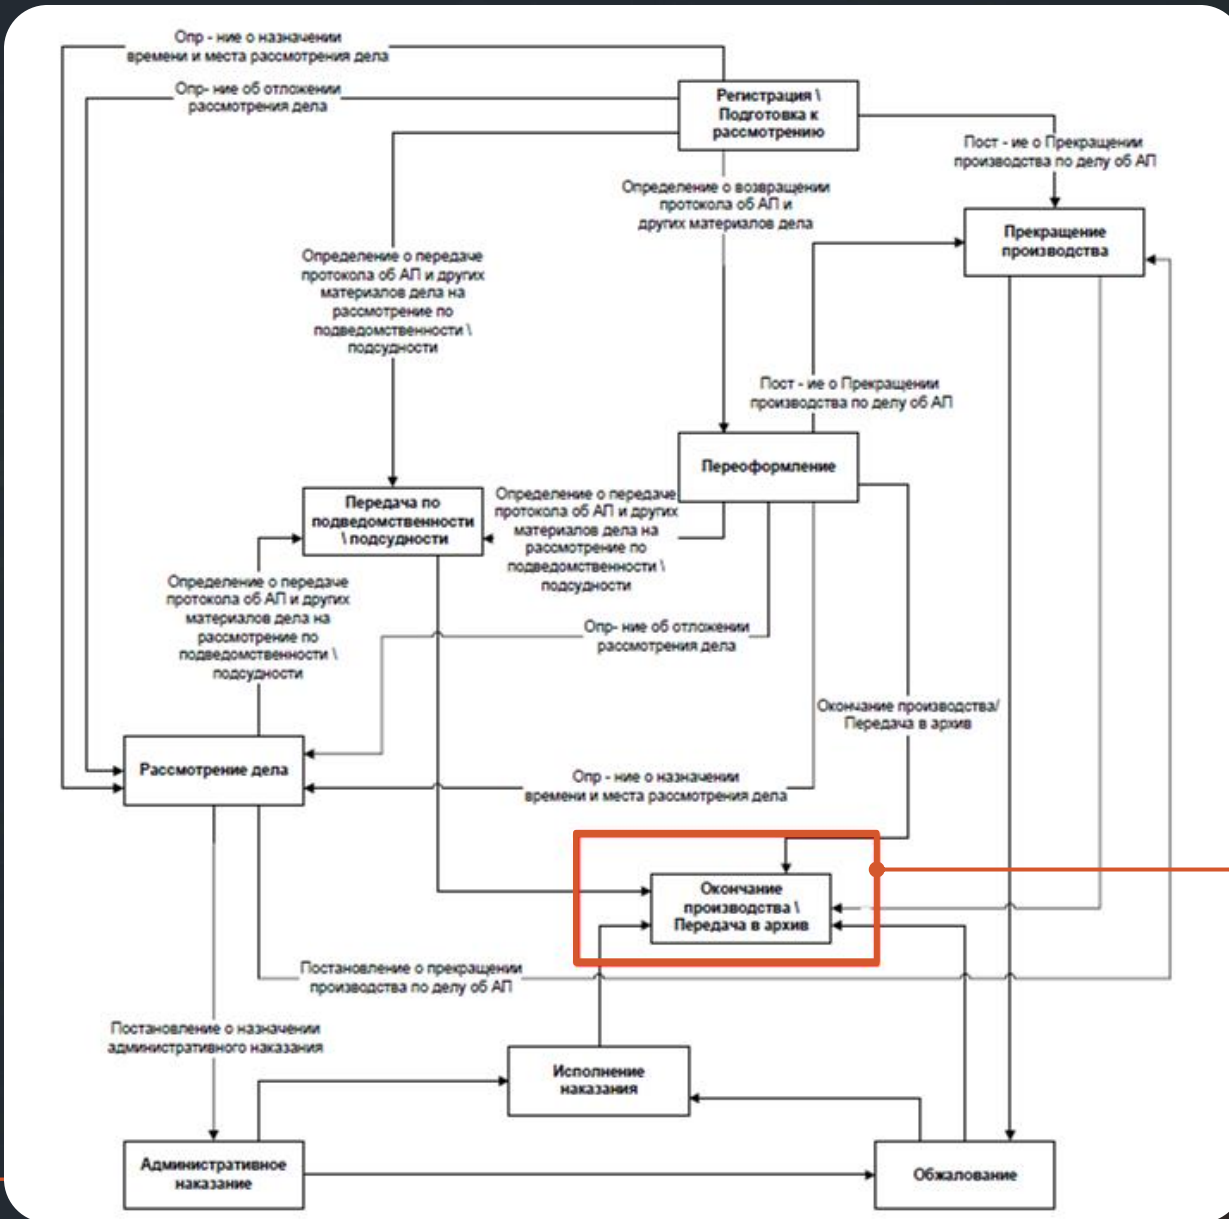 Опр - ние о назначении
времени и места рассмотрения дела
Опр- ние об отложении
рассмотрения дела
Регистрация \
Подготовка к
рассмотрению
Пост - ие о Прекращении
производства по делу об АП
Определение о возвращении
протокола об АП и
других материалов дела
Прекращение
производства
Определение о передаче
протокола об АП и других
материалов дела на
рассмотрение по
подведомственности \
подсудности
Пост - ие о Прекращении
производства по делу об АП
Переоформление
Передача по
подведомственности
\ подсудности
Определение о передаче
протокола об АП и других
материалов дела на
рассмотрение по
подведомственности \
подсудности
Определение о передаче
протокола об АП и других
материалов дела на
рассмотрение по
подведомственности \
подсудности
Опр- ние об отложении
рассмотрения дела
Окончание производства/
Передача в архив
Рассмотрение дела
Опр - ние о назначении
времени и места рассмотрения дела
Окончание
производства \
Передача в архив
Постановление о прекращении
производства по делу об АП
Постановление о назначении
административного наказания
Исполнение
наказания
Административное
наказание
Обжалование